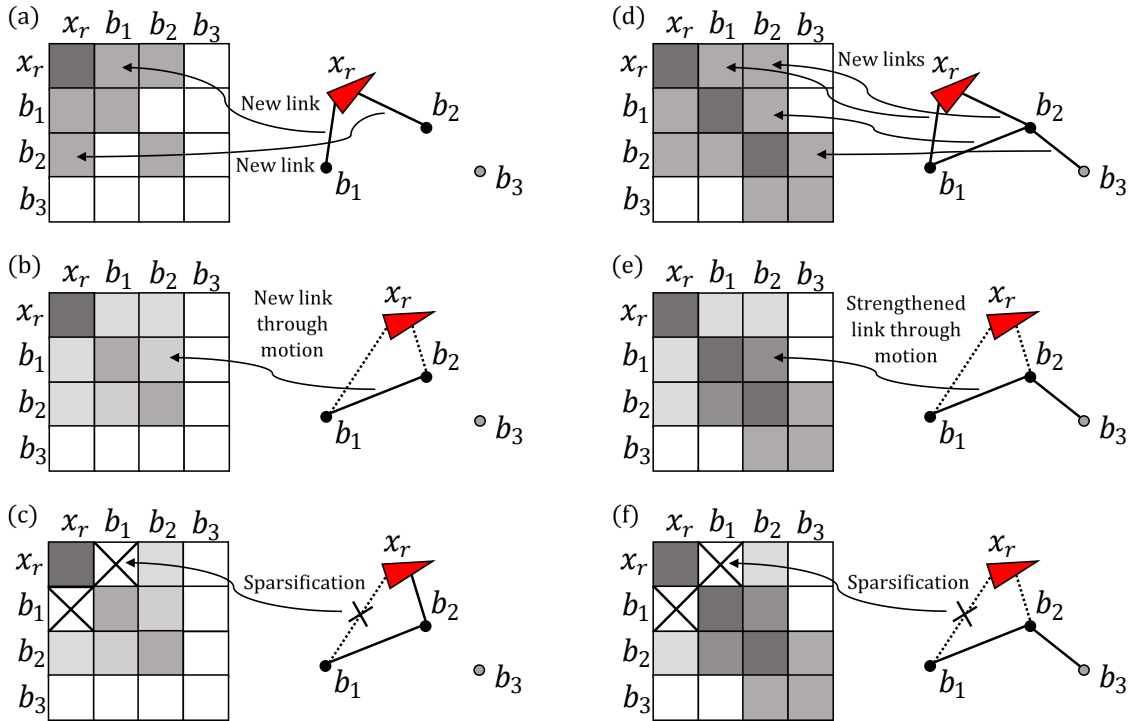 (a)
x_r b_1 b_2 b_3
x_r
b_1
b_2
b_3
New link
New link
x_r
b_2
b_1
b_3
(b)
x_r b_1 b_2 b_3
x_r
b_1
b_2
b_3
New link
through
motion
x_r
b_2
b_1
b_3
(c)
x_r b_1 b_2 b_3
x_r
b_1
b_2
b_3
Sparsification
x_r
b_2
b_1
b_3
(d)
x_r b_1 b_2 b_3
x_r
b_1
b_2
b_3
New links
x_r
b_2
b_1
b_3
(e)
x_r b_1 b_2 b_3
x_r
b_1
b_2
b_3
Strengthened
link through
motion
x_r
b_2
b_1
b_3
(f)
x_r b_1 b_2 b_3
x_r
b_1
b_2
b_3
Sparsification
x_r
b_2
b_1
b_3